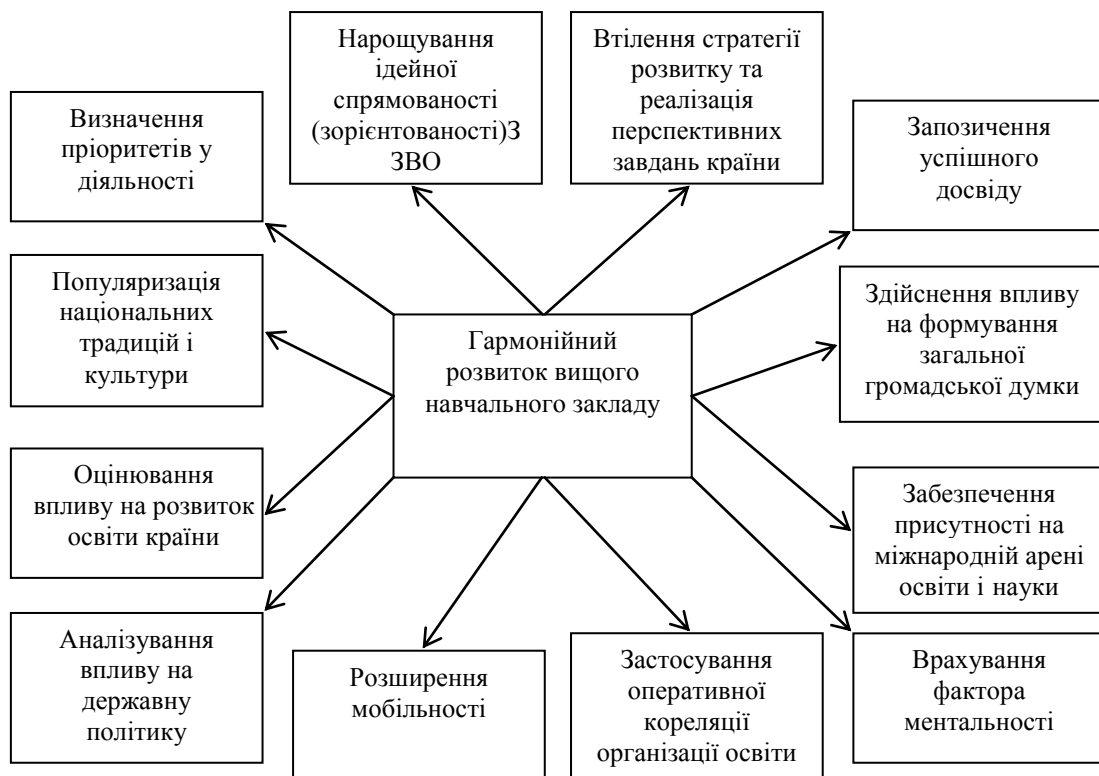 Нарощування
ідейної
спрямованості
(зорієнтованості)З
ЗВО
Втілення стратегії
розвитку та
реалізація
перспективних
завдань країни
Визначення
пріоритетів у
діяльності
Запозичення
успішного
досвіду
Популяризація
національних
традицій і
культури
Гармонійний
розвиток вищого
навчального закладу
Здійснення впливу
на формування
загальної
громадської думки
Оцінювання
впливу на розвиток
освіти країни
Забезпечення
присутності на
міжнародній арені
освіти і науки
Аналізування
впливу на
державну
політику
Розширення
мобільності
Застосування
оперативної
кореляції
організації освіти
Врахування
фактора
ментальності